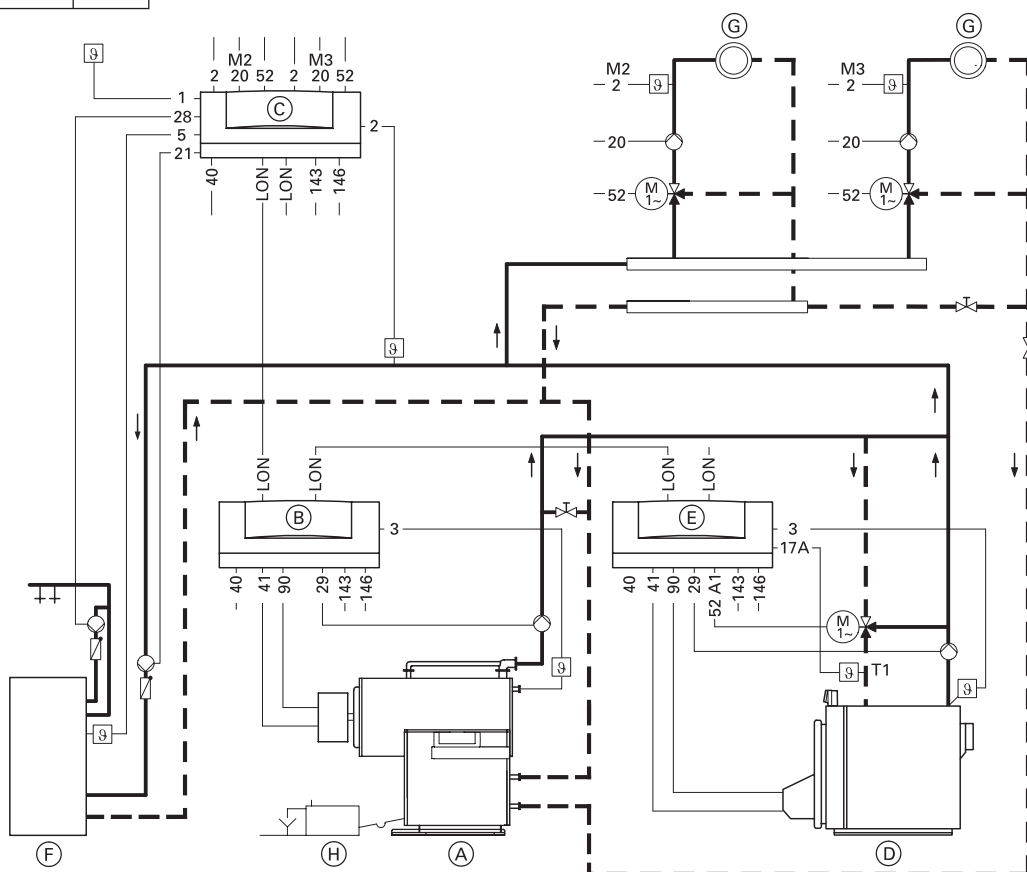 G G
ϑ
M2 M3
2 20 52 2 20 52
M2 M3
2 ϑ 2 ϑ
1
C
28
2
5
20 20
21
40 LON LON 143 146
52 M 1~ 52 M 1~
ϑ
LON LON LON LON
B E
3 3
17A
40 41 90 29 143 146
40 41 90 29 52 A1 143 146
M 1~
ϑ ϑ T1 ϑ
ϑ
F H A D